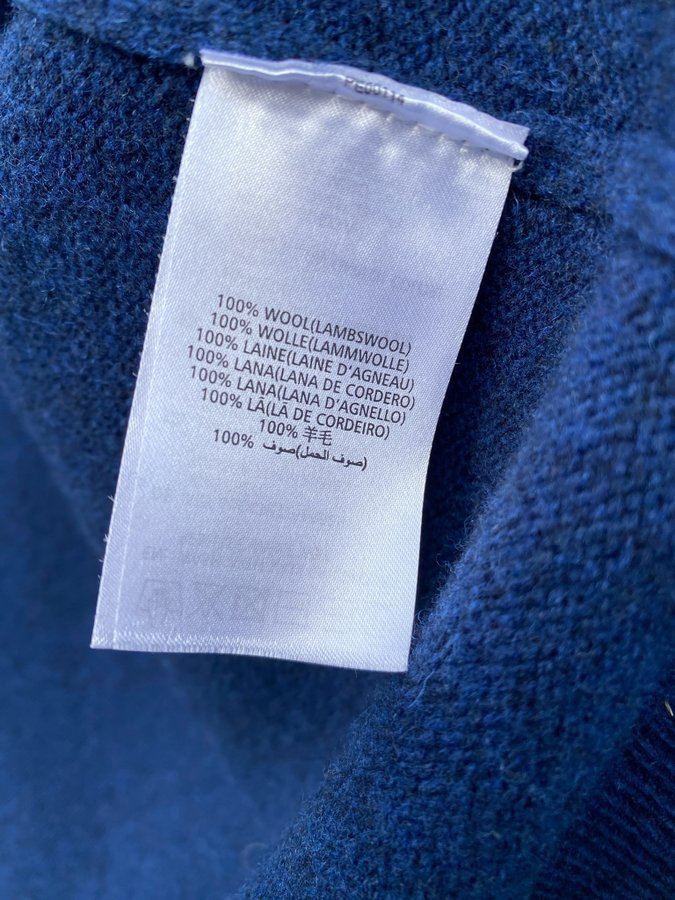 PE60114
100% WOOL(LAMBSWOOL)
100% WOLLE(LAMMWOLLE)
100% LAINE(LAINE D'AGNEAU)
100% LANA(LANA DE CORDERO)
100% LANA(LANA D'AGNELLO)
100% LÃ(LÃ DE CORDEIRO)
100% 羊毛
100% صوف(صوف الحمل)